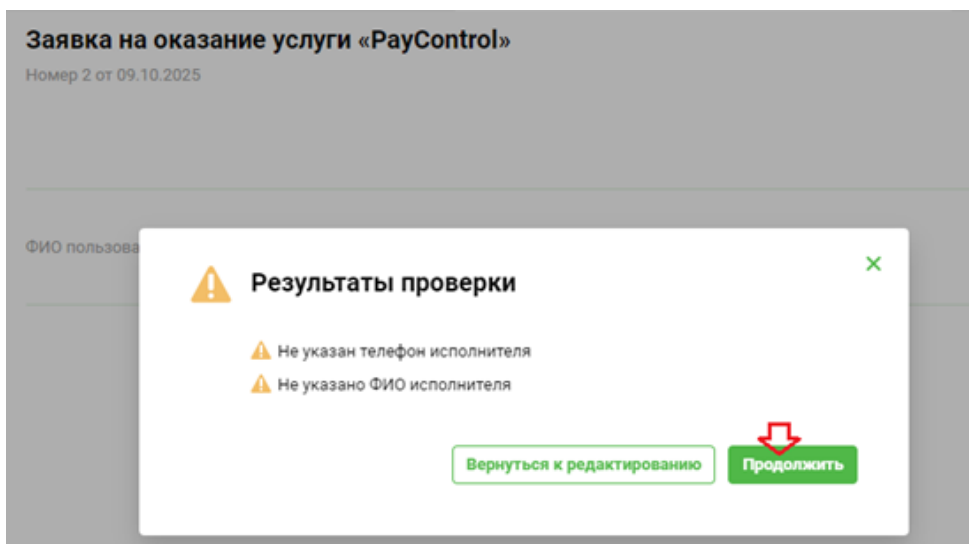 Заявка на оказание услуги «PayControl»
Номер 2 от 09.10.2025
ФИО пользова
Результаты проверки
Не указан телефон исполнителя
Не указано ФИО исполнителя
Вернуться к редактированию
Продолжить